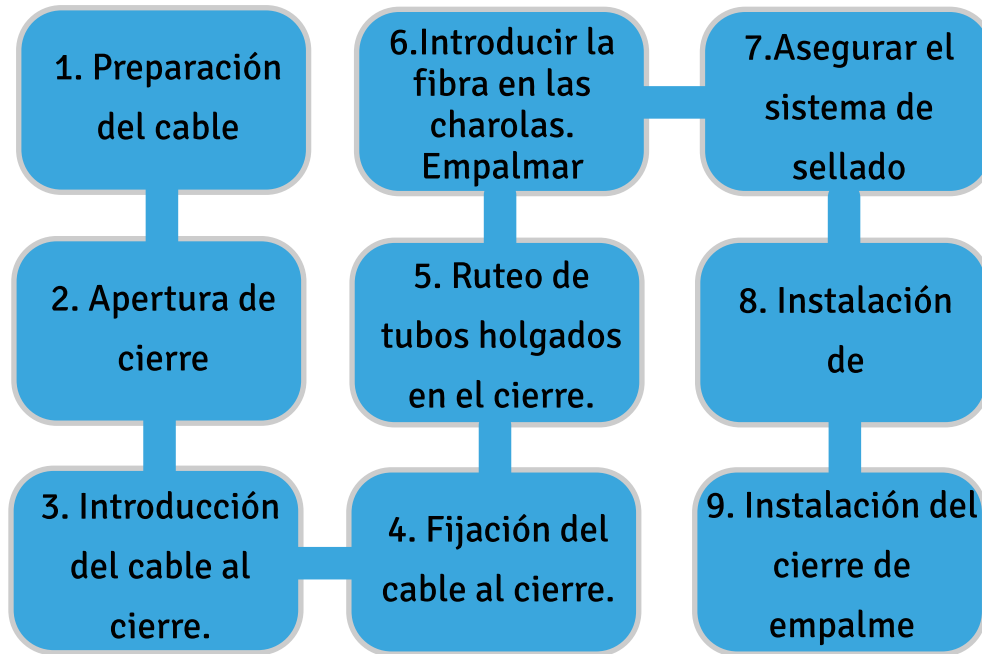 1. Preparación
del cable
2. Apertura de
cierre
3. Introducción
del cable al
cierre.
4. Fijación del
cable al cierre.
5. Ruteo de
tubos holgados
en el cierre.
6.Introducir la
fibra en las
charolas.
Empalmar
7.Asegurar el
sistema de
sellado
8. Instalación
de
9. Instalación del
cierre de
empalme